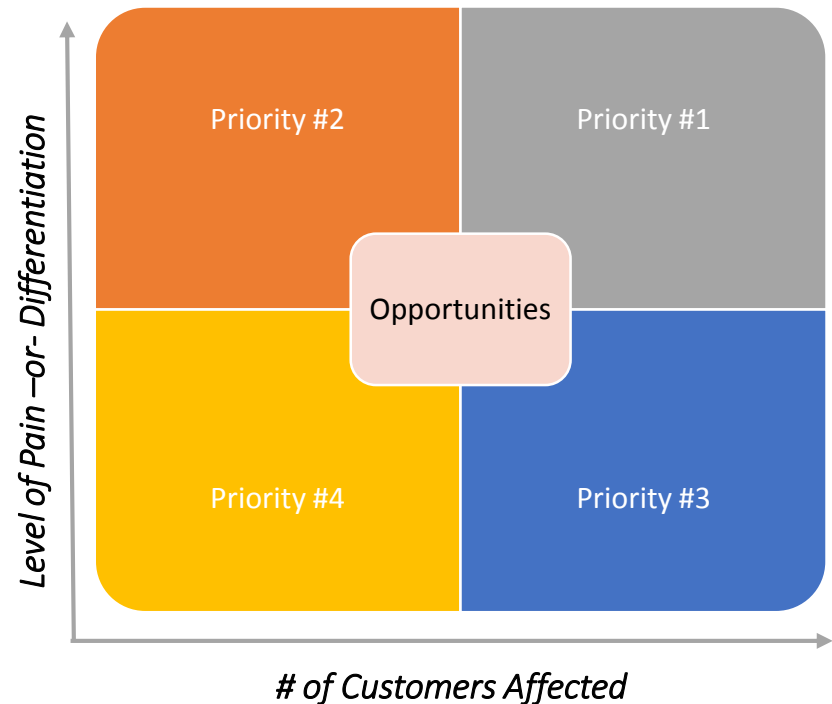 Level of Pain –or- Differentiation
Priority #2
Priority #1
Opportunities
Priority #4
Priority #3
# of Customers Affected